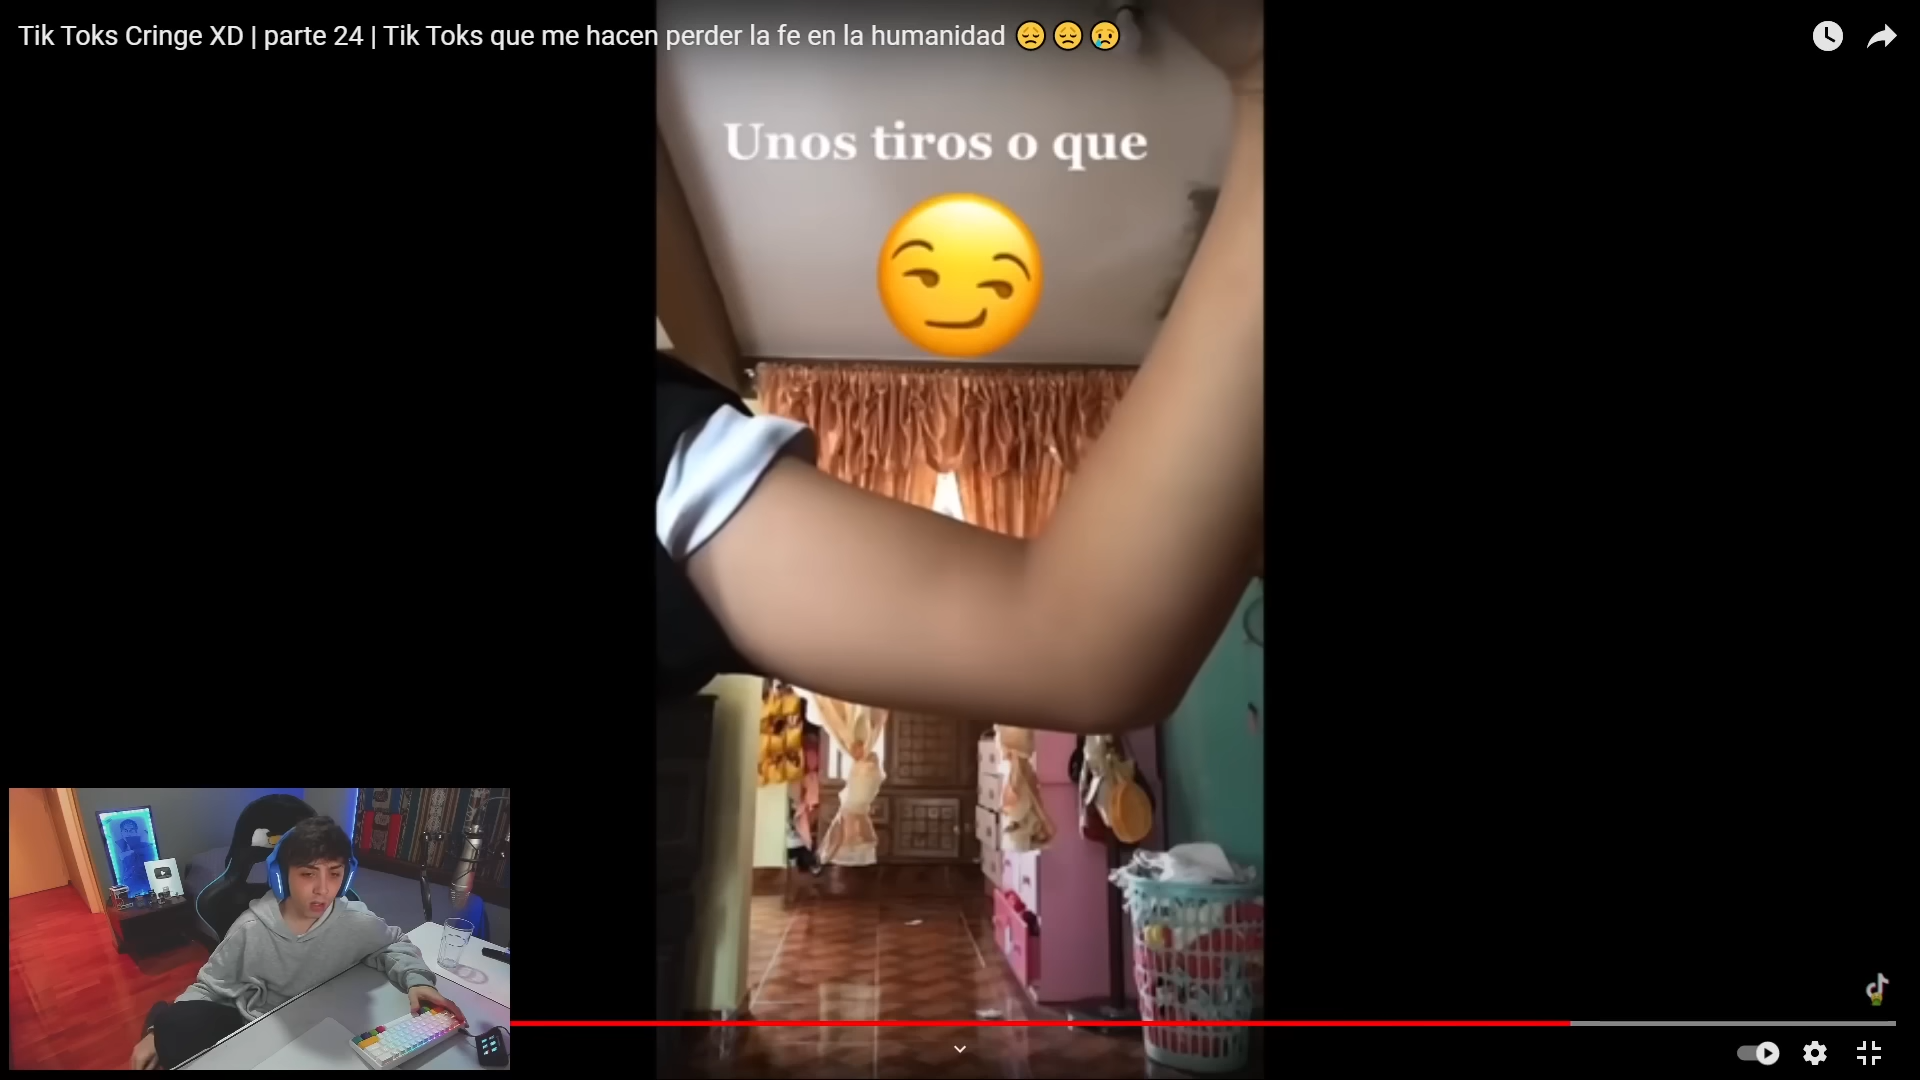 Tik Toks Cringe XD | parte 24 | Tik Toks que me hacen perder la fe en la humanidad 😔😔😢
Unos tiros o que
😏